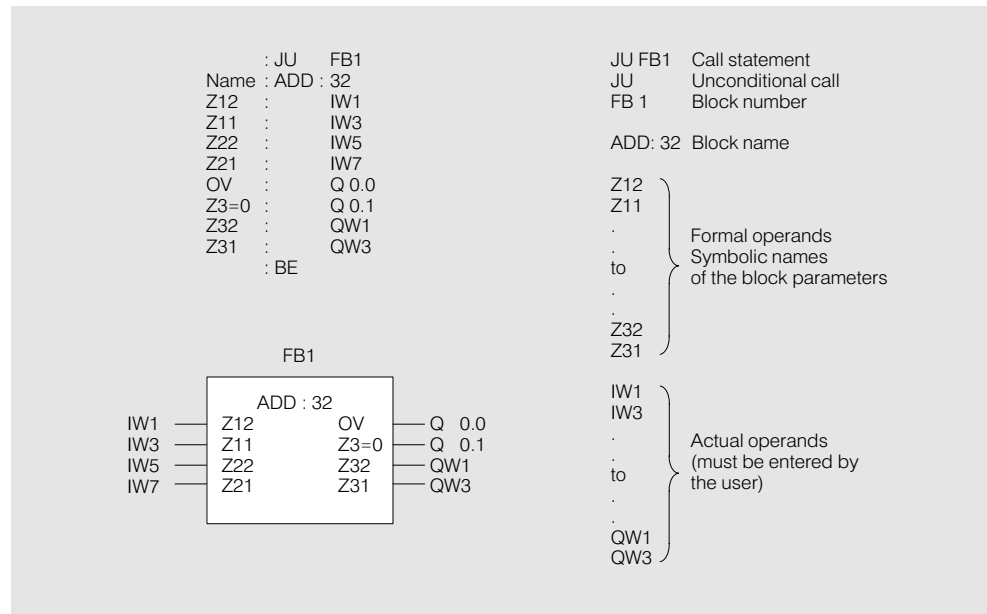 : JU FB1
Name : ADD : 32
Z12 : IW1
Z11 : IW3
Z22 : IW5
Z21 : IW7
OV : Q 0.0
Z3=0 : Q 0.1
Z32 : QW1
Z31 : QW3
: BE
FB1
ADD : 32
IW1 Z12 OV Q 0.0
IW3 Z11 Z3=0 Q 0.1
IW5 Z22 Z32 QW1
IW7 Z21 Z31 QW3
JU FB1 Call statement
JU Unconditional call
FB 1 Block number
ADD: 32 Block name
Z12
Z11
.
.
to
.
.
Z32
Z31
Formal operands
Symbolic names
of the block parameters
IW1
IW3
.
.
to
.
.
QW1
QW3
Actual operands
(must be entered by
the user)